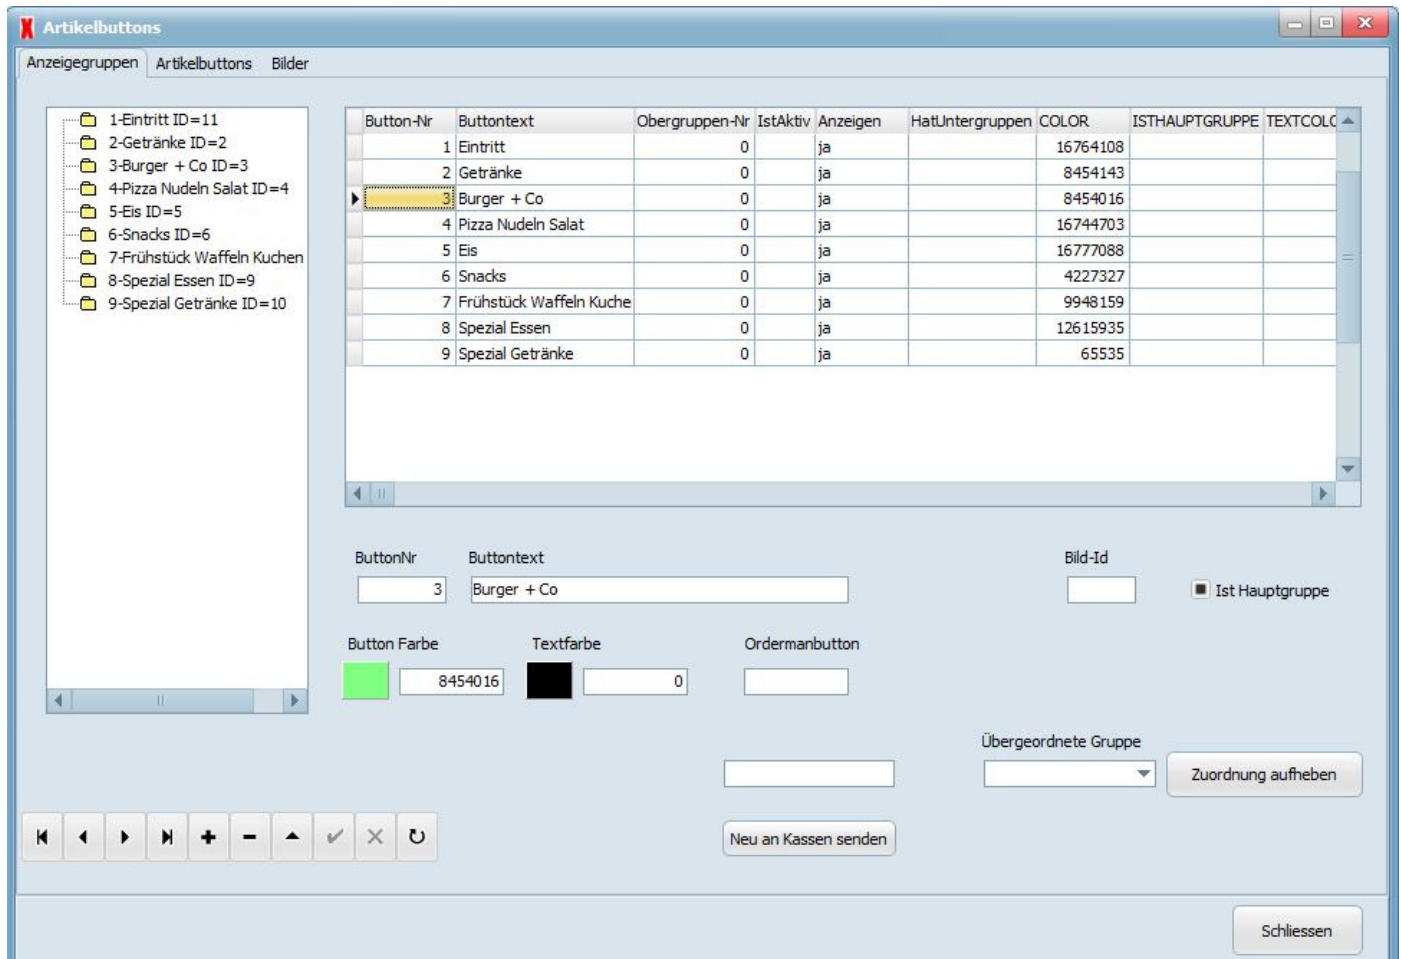 Artikelbuttons
Anzeigegruppen Artikelbuttons Bilder
1-Eintritt ID=11
2-Getränke ID=2
3-Burger + Co ID=3
4-Pizza Nudeln Salat ID=4
5-Eis ID=5
6-Snacks ID=6
7-Frühstück Waffeln Kuchen
8-Spezial Essen ID=9
9-Spezial Getränke ID=10
Button-Nr Buttontext Obergruppen-Nr IstAktiv Anzeigen HatUntergruppen COLOR ISTHAUPTGRUPPE TEXTCOLO
1 Eintritt 0 ja 16764108
2 Getränke 0 ja 8454143
3 Burger + Co 0 ja 8454016
4 Pizza Nudeln Salat 0 ja 16744703
5 Eis 0 ja 16777088
6 Snacks 0 ja 4227327
7 Frühstück Waffeln Kuche 0 ja 9948159
8 Spezial Essen 0 ja 12615935
9 Spezial Getränke 0 ja 65535
ButtonNr Buttontext Bild-Id
3 Burger + Co Ist Hauptgruppe
Button Farbe Textfarbe Ordermanbutton
8454016 0
Übergeordnete Gruppe
Zuordnung aufheben
Neu an Kassen senden
Schliessen